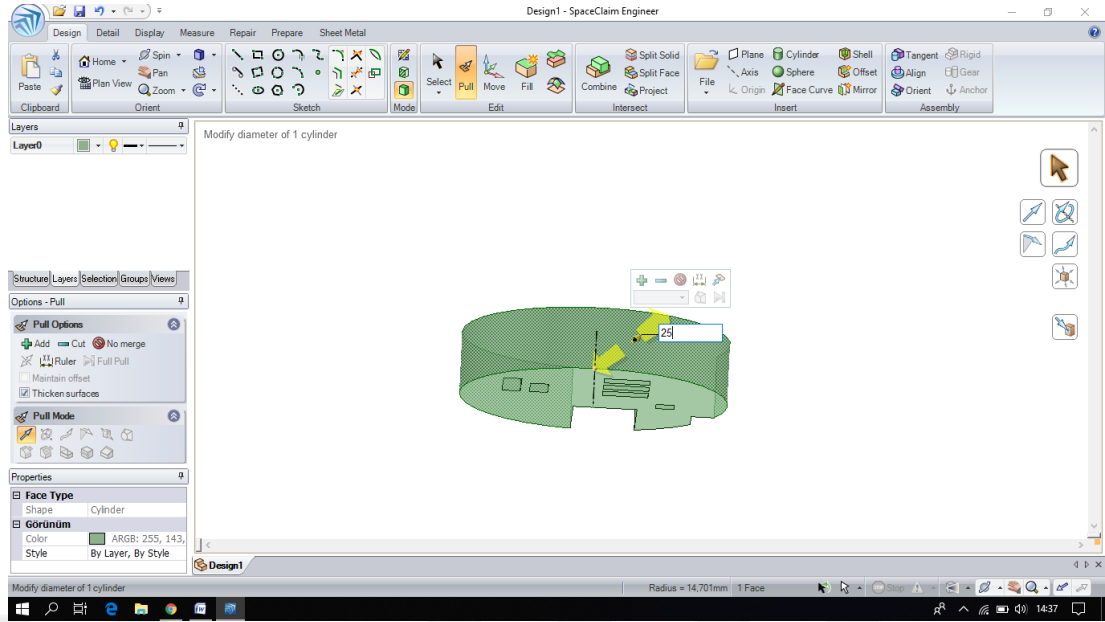 Design1 - SpaceClaim Engineer
Design Detail Display Measure Repair Prepare Sheet Metal
Paste
Clipboard
Home
Plan View
Spin
Pan
Zoom
Orient
Sketch
Mode
Select
Pull
Move
Fill
Edit
Combine
Split Solid
Split Face
Project
Intersect
File
Plane
Axis
Origin
Cylinder
Sphere
Face Curve
Shell
Offset
Mirror
Insert
Tangent
Align
Orient
Rigid
Gear
Anchor
Assembly
Layers
Layer0
Modify diameter of 1 cylinder
25
Structure Layers Selection Groups Views
Options - Pull
Pull Options
Add Cut No merge
Ruler Full Pull
Maintain offset
Thicken surfaces
Pull Mode
Properties
Face Type
Shape Cylinder
Görünüm
Color ARGB: 255, 143,
Style By Layer, By Style
Design1
Modify diameter of 1 cylinder
Radius = 14,701mm 1 Face
Stop
14:37